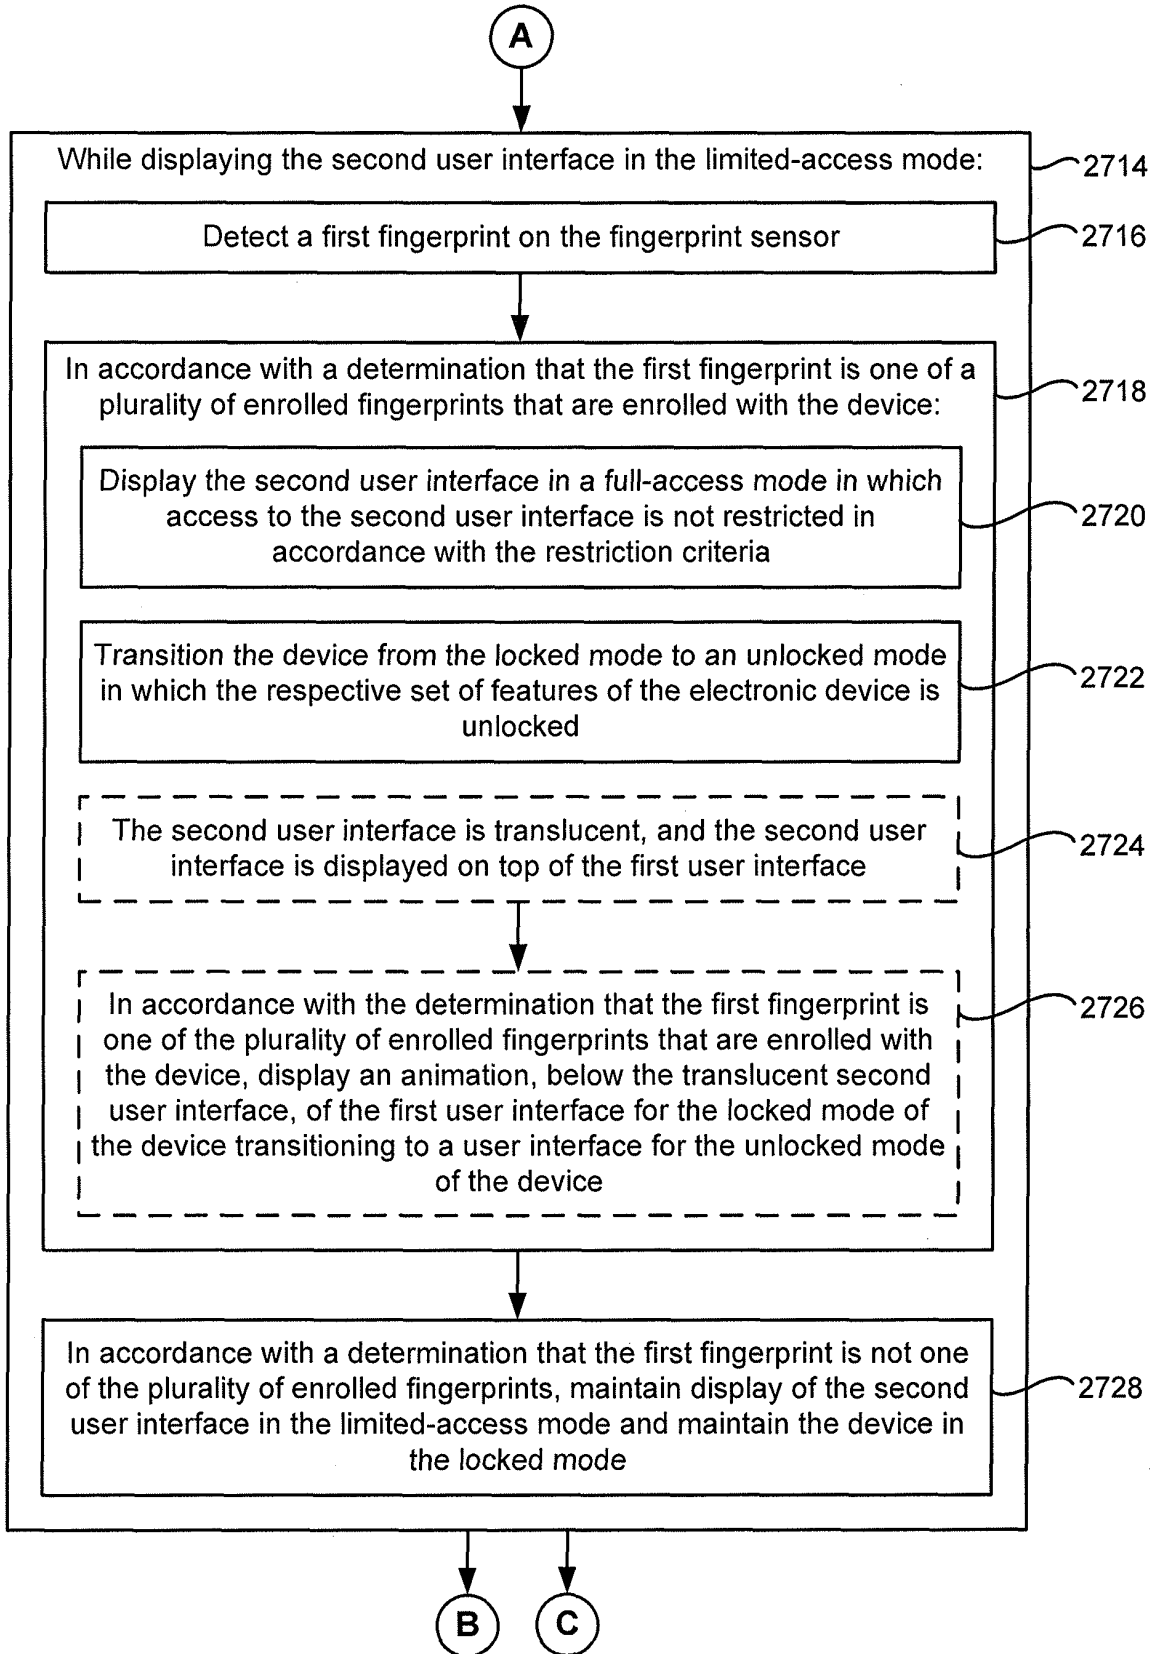 A
While displaying the second user interface in the limited-access mode:
2714
Detect a first fingerprint on the fingerprint sensor
2716
In accordance with a determination that the first fingerprint is one of a
plurality of enrolled fingerprints that are enrolled with the device:
2718
Display the second user interface in a full-access mode in which
access to the second user interface is not restricted in
accordance with the restriction criteria
2720
Transition the device from the locked mode to an unlocked mode
in which the respective set of features of the electronic device is
unlocked
2722
The second user interface is translucent, and the second user
interface is displayed on top of the first user interface
2724
In accordance with the determination that the first fingerprint is
one of the plurality of enrolled fingerprints that are enrolled with
the device, display an animation, below the translucent second
user interface, of the first user interface for the locked mode of
the device transitioning to a user interface for the unlocked mode
of the device
2726
In accordance with a determination that the first fingerprint is not one
of the plurality of enrolled fingerprints, maintain display of the second
user interface in the limited-access mode and maintain the device in
the locked mode
2728
B
C